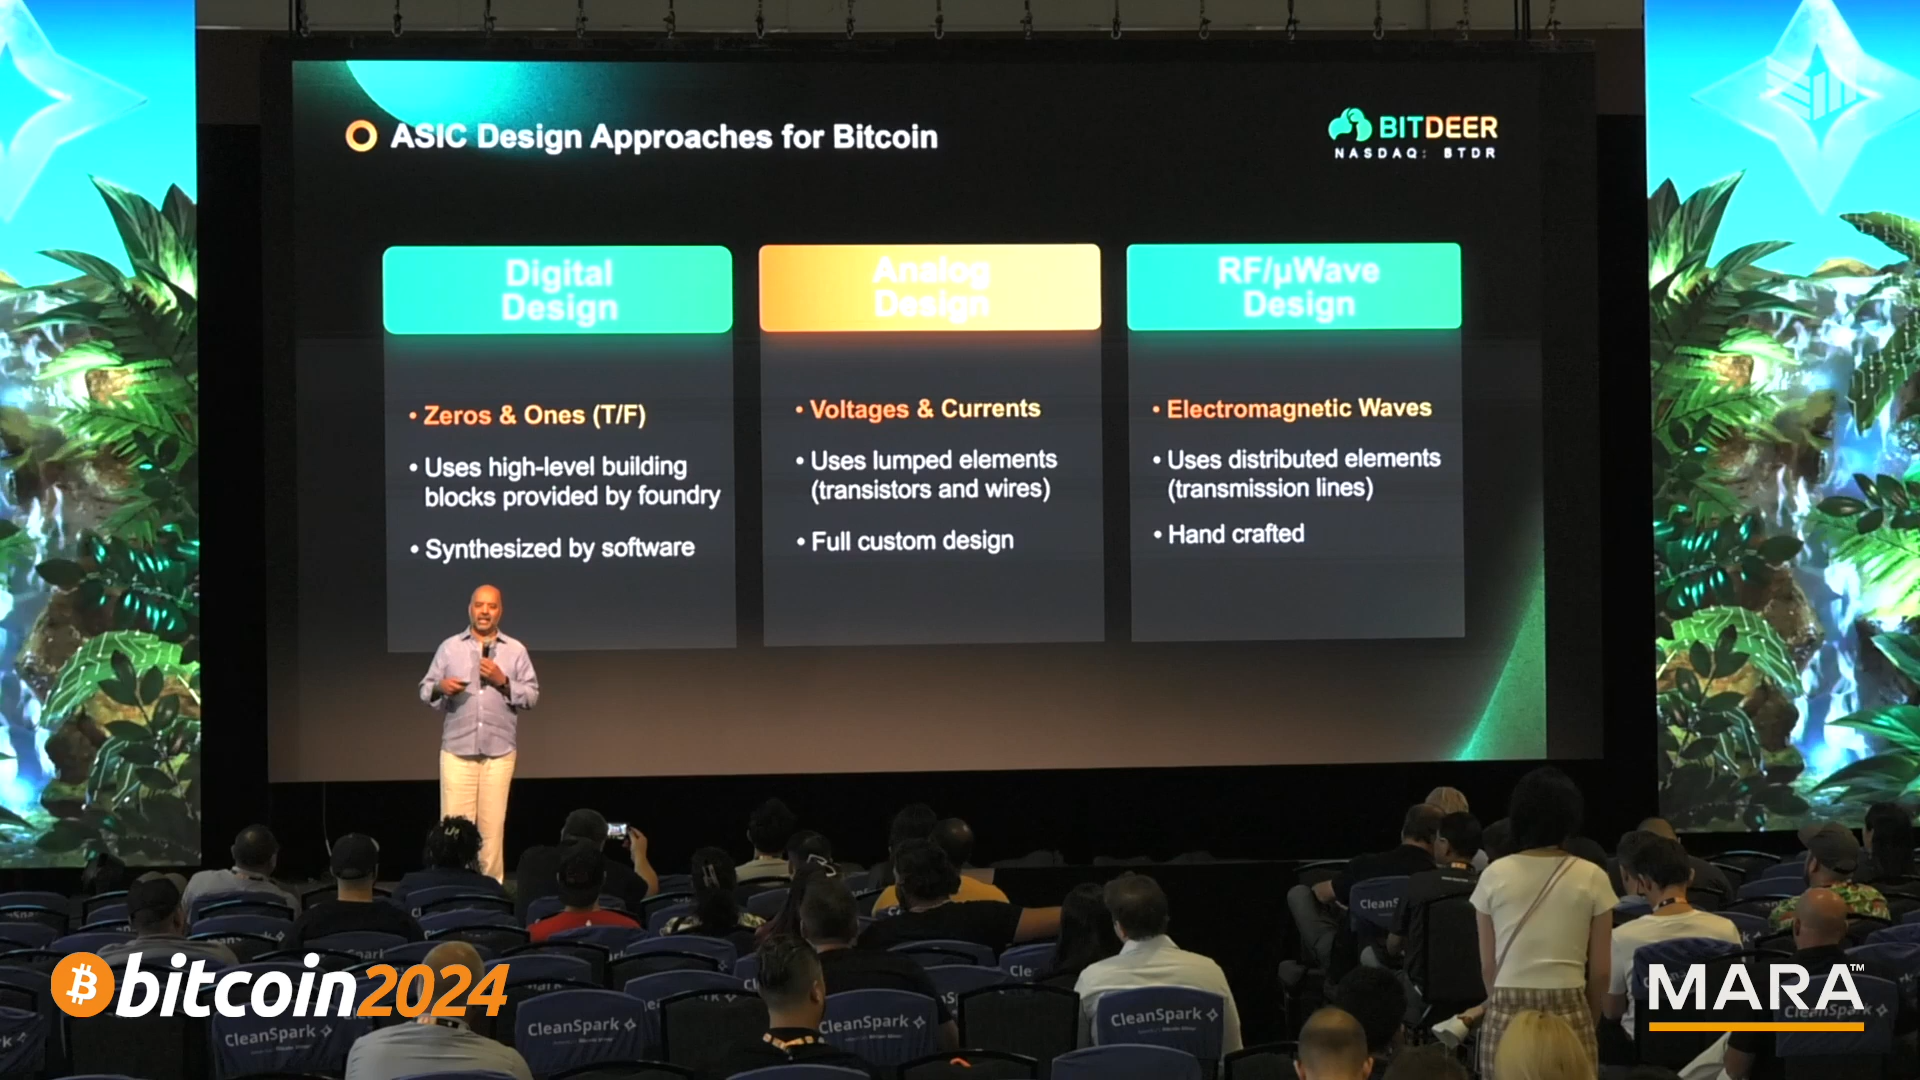 ASIC Design Approaches for Bitcoin
BITDEER
NASDAQ: BTDR
Digital
Design
• Zeros & Ones (T/F)
• Uses high-level building
blocks provided by foundry
• Synthesized by software
Analog
Design
• Voltages & Currents
• Uses lumped elements
(transistors and wires)
• Full custom design
RF/µWave
Design
• Electromagnetic Waves
• Uses distributed elements
(transmission lines)
• Hand crafted
bitcoin2024
MARA™
CleanSpark
CleanSpark
CleanSpark
CleanSpark
CleanSpark